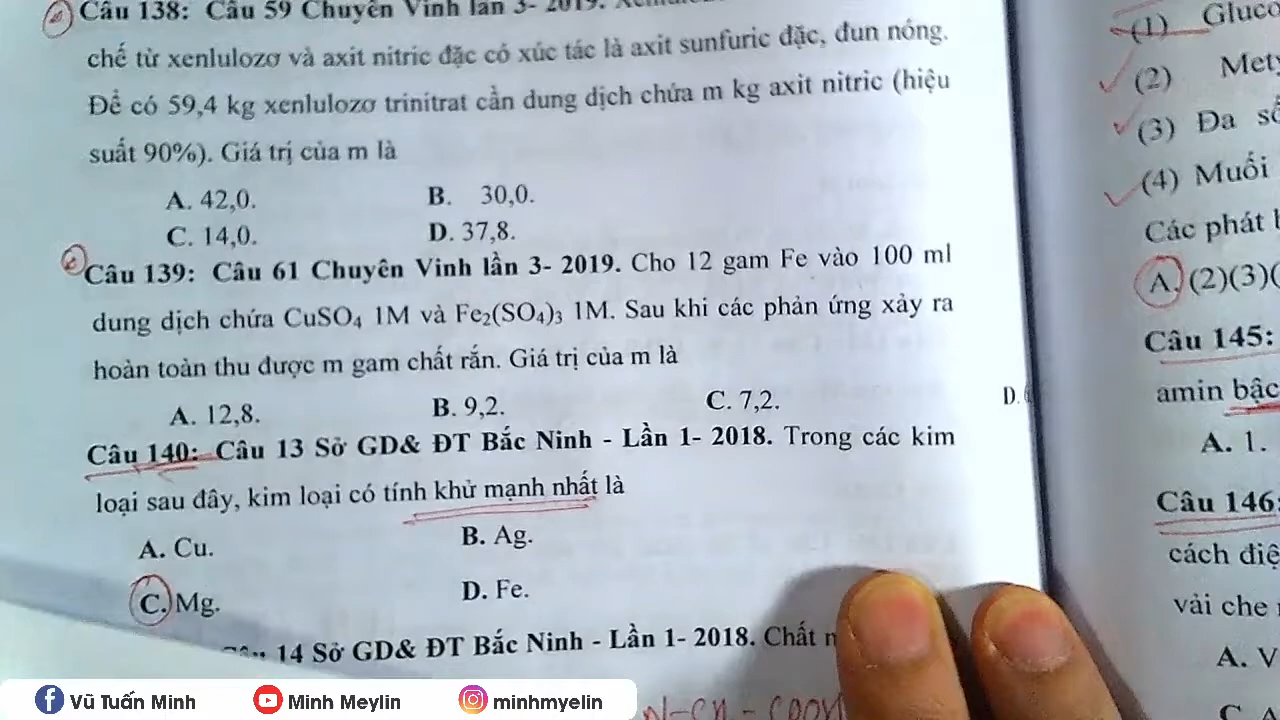 Câu 138: Câu 59 Chuyên Vinh lần 3- 2019.
chế từ xenlulozơ và axit nitric đặc có xúc tác là axit sunfuric đặc, đun nóng.
Để có 59,4 kg xenlulozơ trinitrat cần dung dịch chứa m kg axit nitric (hiệu
suất 90%). Giá trị của m là
A. 42,0. B. 30,0.
C. 14,0. D. 37,8.
Câu 139: Câu 61 Chuyên Vinh lần 3- 2019. Cho 12 gam Fe vào 100 ml
dung dịch chứa CuSO₄ 1M và Fe₂(SO₄)₃ 1M. Sau khi các phản ứng xảy ra
hoàn toàn thu được m gam chất rắn. Giá trị của m là
A. 12,8. B. 9,2. C. 7,2. D.
Câu 140: Câu 13 Sở GD& ĐT Bắc Ninh - Lần 1- 2018. Trong các kim
loại sau đây, kim loại có tính khử mạnh nhất là
A. Cu. B. Ag.
C. Mg. D. Fe.
14 Sở GD& ĐT Bắc Ninh - Lần 1- 2018. Chất
(1)
(2)
(3) Đa
(4) Muối
Các phát
A. (2)(3)(
Câu 145:
amin bậc
A. 1.
Câu 146:
cách
vải che
A. V
Vũ Tuấn Minh Minh Meylin minhmyelin